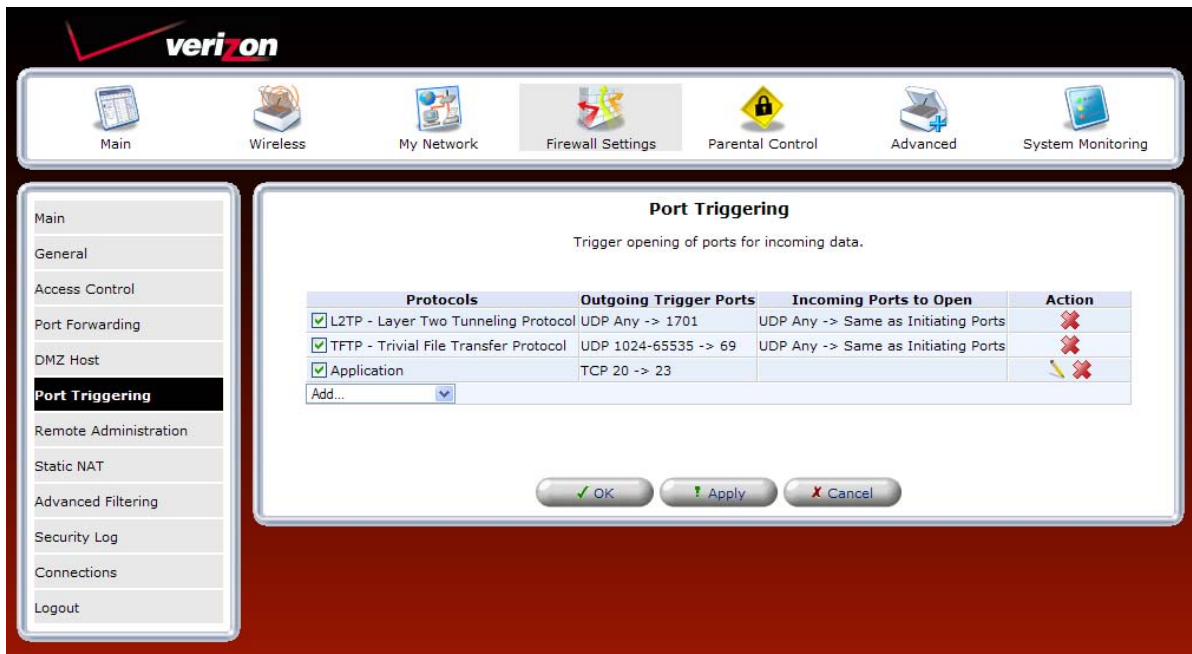 verizon
Main Wireless My Network Firewall Settings Parental Control Advanced System Monitoring
Main
General
Access Control
Port Forwarding
DMZ Host
Port Triggering
Remote Administration
Static NAT
Advanced Filtering
Security Log
Connections
Logout
Port Triggering
Trigger opening of ports for incoming data.
Protocols Outgoing Trigger Ports Incoming Ports to Open Action
L2TP - Layer Two Tunneling Protocol UDP Any -> 1701 UDP Any -> Same as Initiating Ports
TFTP - Trivial File Transfer Protocol UDP 1024-65535 -> 69 UDP Any -> Same as Initiating Ports
Application TCP 20 -> 23
Add...
OK Apply Cancel